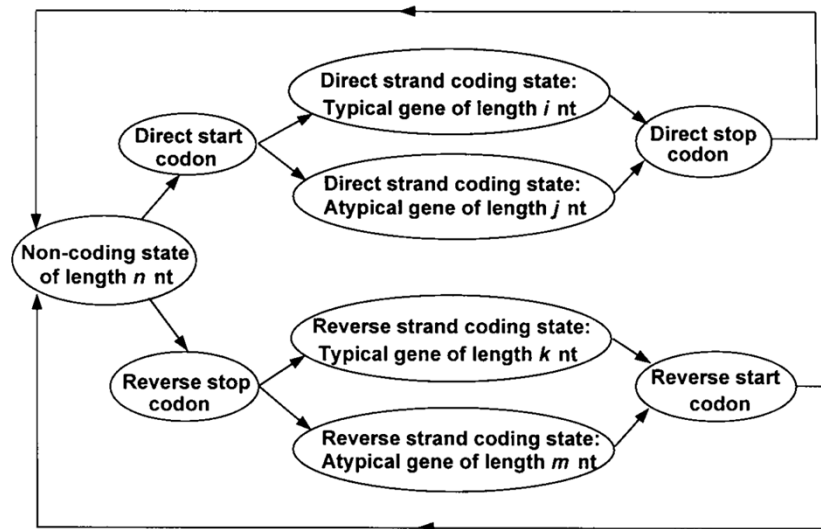 Direct strand coding state:
Typical gene of length i nt
Direct start
codon
Direct stop
codon
Direct strand coding state:
Atypical gene of length j nt
Non-coding state
of length n nt
Reverse strand coding state:
Typical gene of length k nt
Reverse stop
codon
Reverse start
codon
Reverse strand coding state:
Atypical gene of length m nt